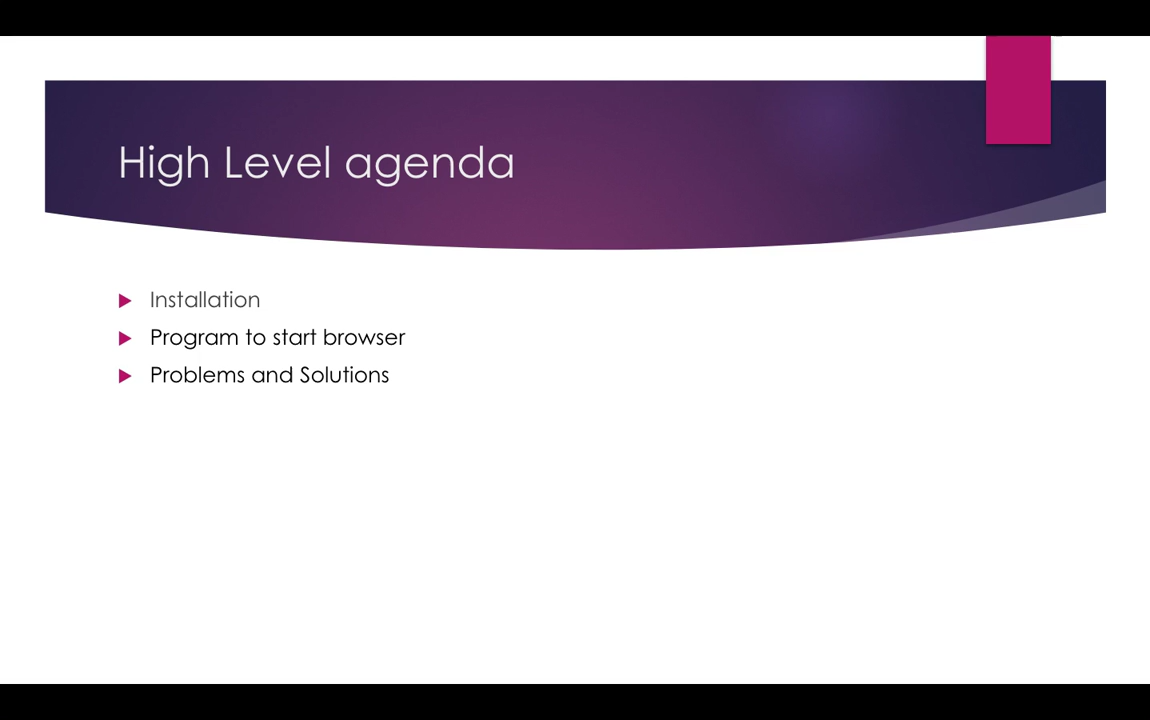 High Level agenda
Installation
Program to start browser
Problems and Solutions